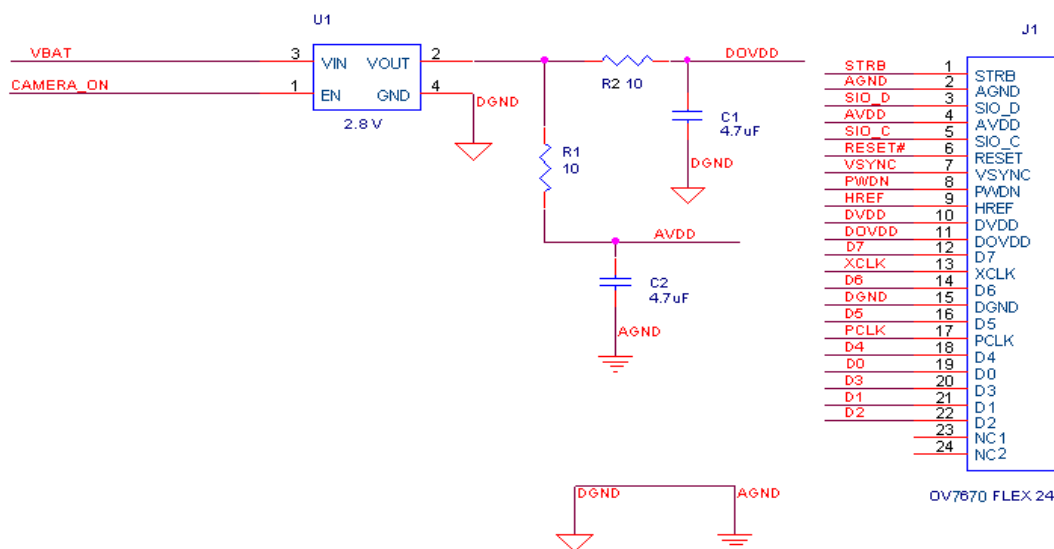 U1
VBAT
3
VIN
VOUT
2
CAMERA_ON
1
EN
GND
4
DGND
2.8 V
R2 10
DOVDD
C1
4.7uF
DGND
R1
10
AVDD
C2
4.7uF
AGND
DGND
AGND
J1
STRB 1 STRB
AGND 2 AGND
SIO_D 3 SIO_D
AVDD 4 AVDD
SIO_C 5 SIO_C
RESET# 6 RESET
VSYNC 7 VSYNC
PWDN 8 PWDN
HREF 9 HREF
DVDD 10 DVDD
DOVDD 11 DOVDD
D7 12 D7
XCLK 13 XCLK
D6 14 D6
DGND 15 DGND
D5 16 D5
PCLK 17 PCLK
D4 18 D4
D0 19 D0
D3 20 D3
D1 21 D1
D2 22 D2
23 NC1
24 NC2
OV7670 FLEX 24